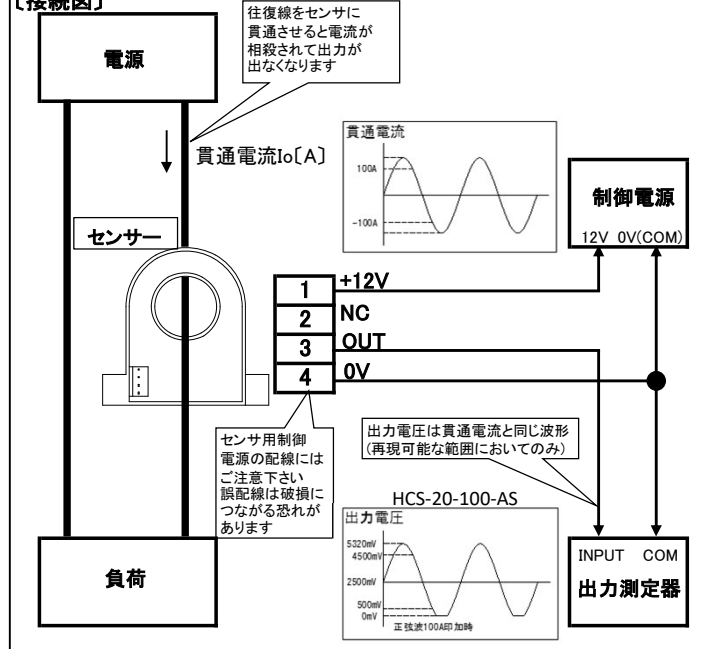 〔接続図〕
往復線をセンサに
貫通させると電流が
相殺されて出力が
出なくなります
電源
貫通電流Io〔A〕
貫通電流
100A
-100A
制御電源
12V 0V(COM)
センサー
1 +12V
2 NC
3 OUT
4 0V
センサ用制御
電源の配線には
ご注意下さい
誤配線は破損に
つながる恐れが
あります
出力電圧は貫通電流と同じ波形
(再現可能な範囲においてのみ)
HCS-20-100-AS
出力電圧
5320mV
4500mV
2500mV
500mV
0mV
正弦波100A印加時
INPUT COM
出力測定器
負荷